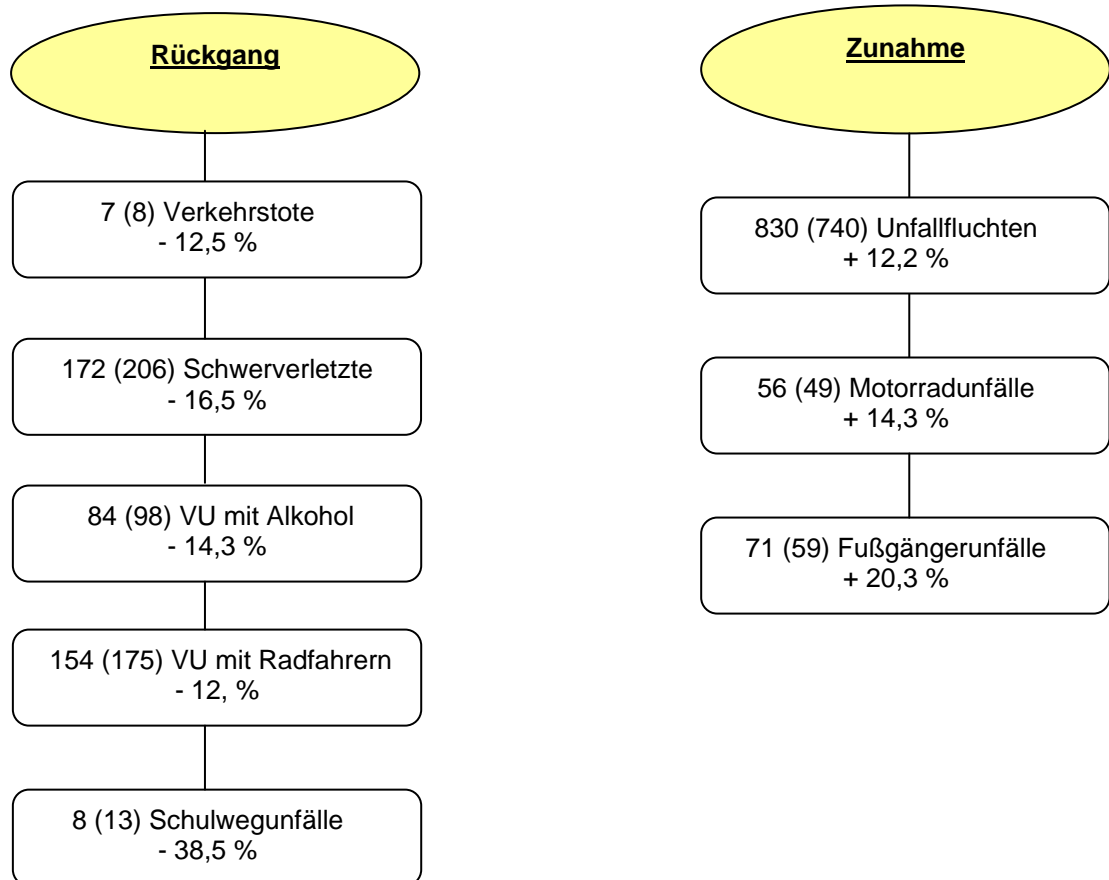 Rückgang
7 (8) Verkehrstote
- 12,5 %
172 (206) Schwerverletzte
- 16,5 %
84 (98) VU mit Alkohol
- 14,3 %
154 (175) VU mit Radfahrern
- 12, %
8 (13) Schulwegunfälle
- 38,5 %
Zunahme
830 (740) Unfallfluchten
+ 12,2 %
56 (49) Motorradunfälle
+ 14,3 %
71 (59) Fußgängerunfälle
+ 20,3 %